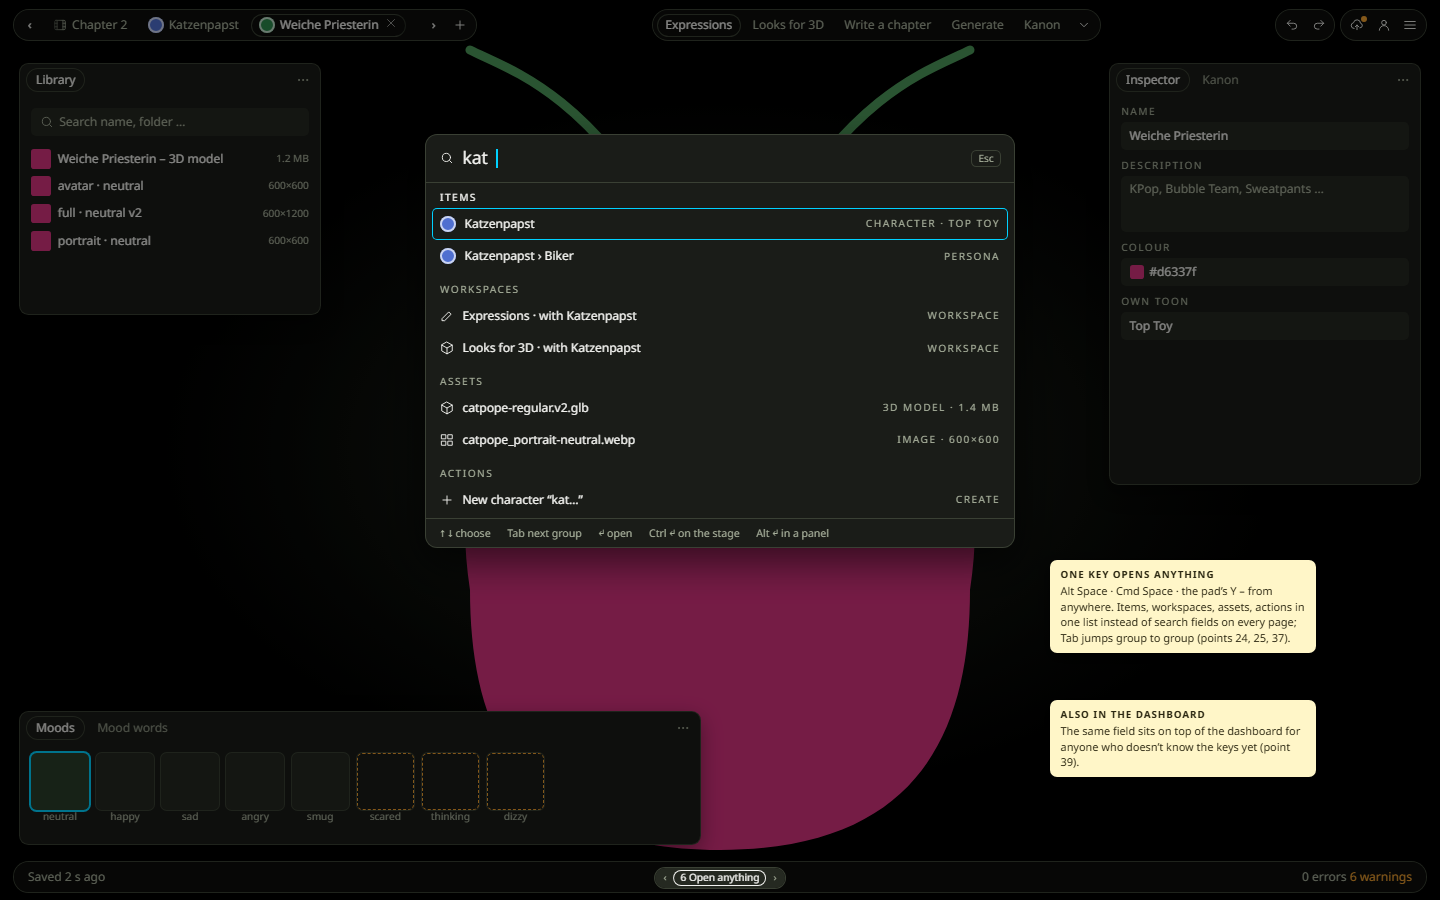 Chapter 2
Katzenpapst
Weiche Priesterin
Expressions
Looks for 3D
Write a chapter
Generate
Kanon
Library
Search name, folder ...
Weiche Priesterin – 3D model 1.2 MB
avatar · neutral 600×600
full · neutral v2 600×1200
portrait · neutral 600×600
kat
Esc
ITEMS
Katzenpapst CHARACTER · TOP TOY
Katzenpapst › Biker PERSONA
WORKSPACES
Expressions · with Katzenpapst WORKSPACE
Looks for 3D · with Katzenpapst WORKSPACE
ASSETS
catpope-regular.v2.glb 3D MODEL · 1.4 MB
catpope_portrait-neutral.webp IMAGE · 600×600
ACTIONS
New character “kat…” CREATE
↑↓ choose Tab next group ↲ open Ctrl ↲ on the stage Alt ↲ in a panel
Inspector
Kanon
NAME
Weiche Priesterin
DESCRIPTION
KPop, Bubble Team, Sweatpants ...
COLOUR
#d6337f
OWN TOON
Top Toy
ONE KEY OPENS ANYTHING
Alt Space · Cmd Space · the pad’s Y – from
anywhere. Items, workspaces, assets, actions in
one list instead of search fields on every page;
Tab jumps group to group (points 24, 25, 37).
ALSO IN THE DASHBOARD
The same field sits on top of the dashboard for
anyone who doesn’t know the keys yet (point
39).
Moods
Mood words
neutral happy sad angry smug scared thinking dizzy
Saved 2 s ago
‹ 6 Open anything ›
0 errors 6 warnings